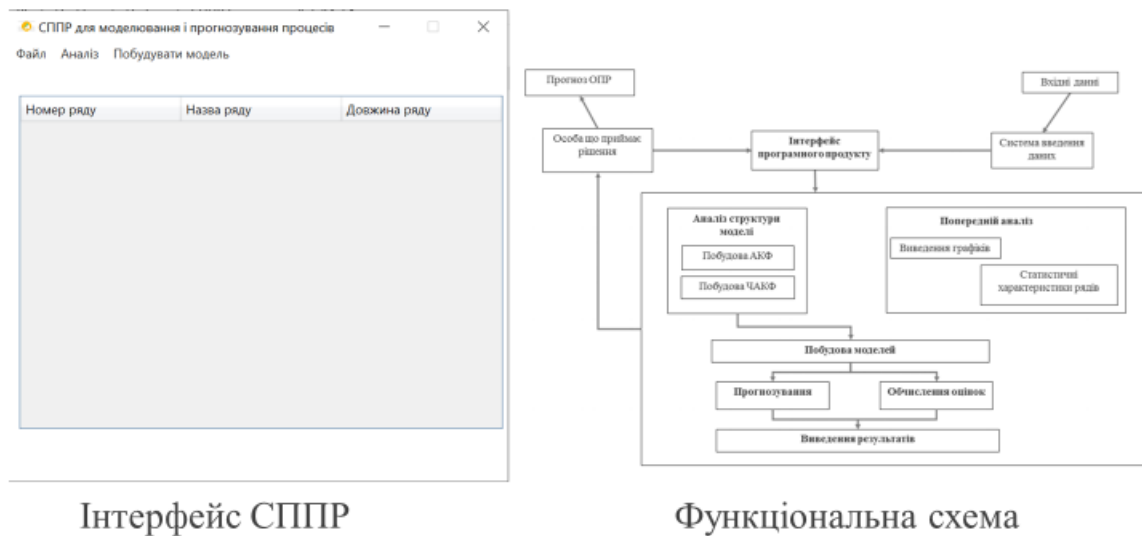 СППР для моделювання і прогнозування процесів
Файл Аналіз Побудувати модель
Номер ряду Назва ряду Довжина ряду
Інтерфейс СППР
Прогноз ОПР
Вхідні данні
Особа що приймає
рішення
Інтерфейс
програмного продукту
Система введення
даних
Аналіз структури
моделі
Побудова АКФ
Побудова ЧАКФ
Попередній аналіз
Виведення графіків
Статистичні
характеристики рядів
Побудова моделей
Прогнозування
Обчислення оцінок
Виведення результатів
Функціональна схема